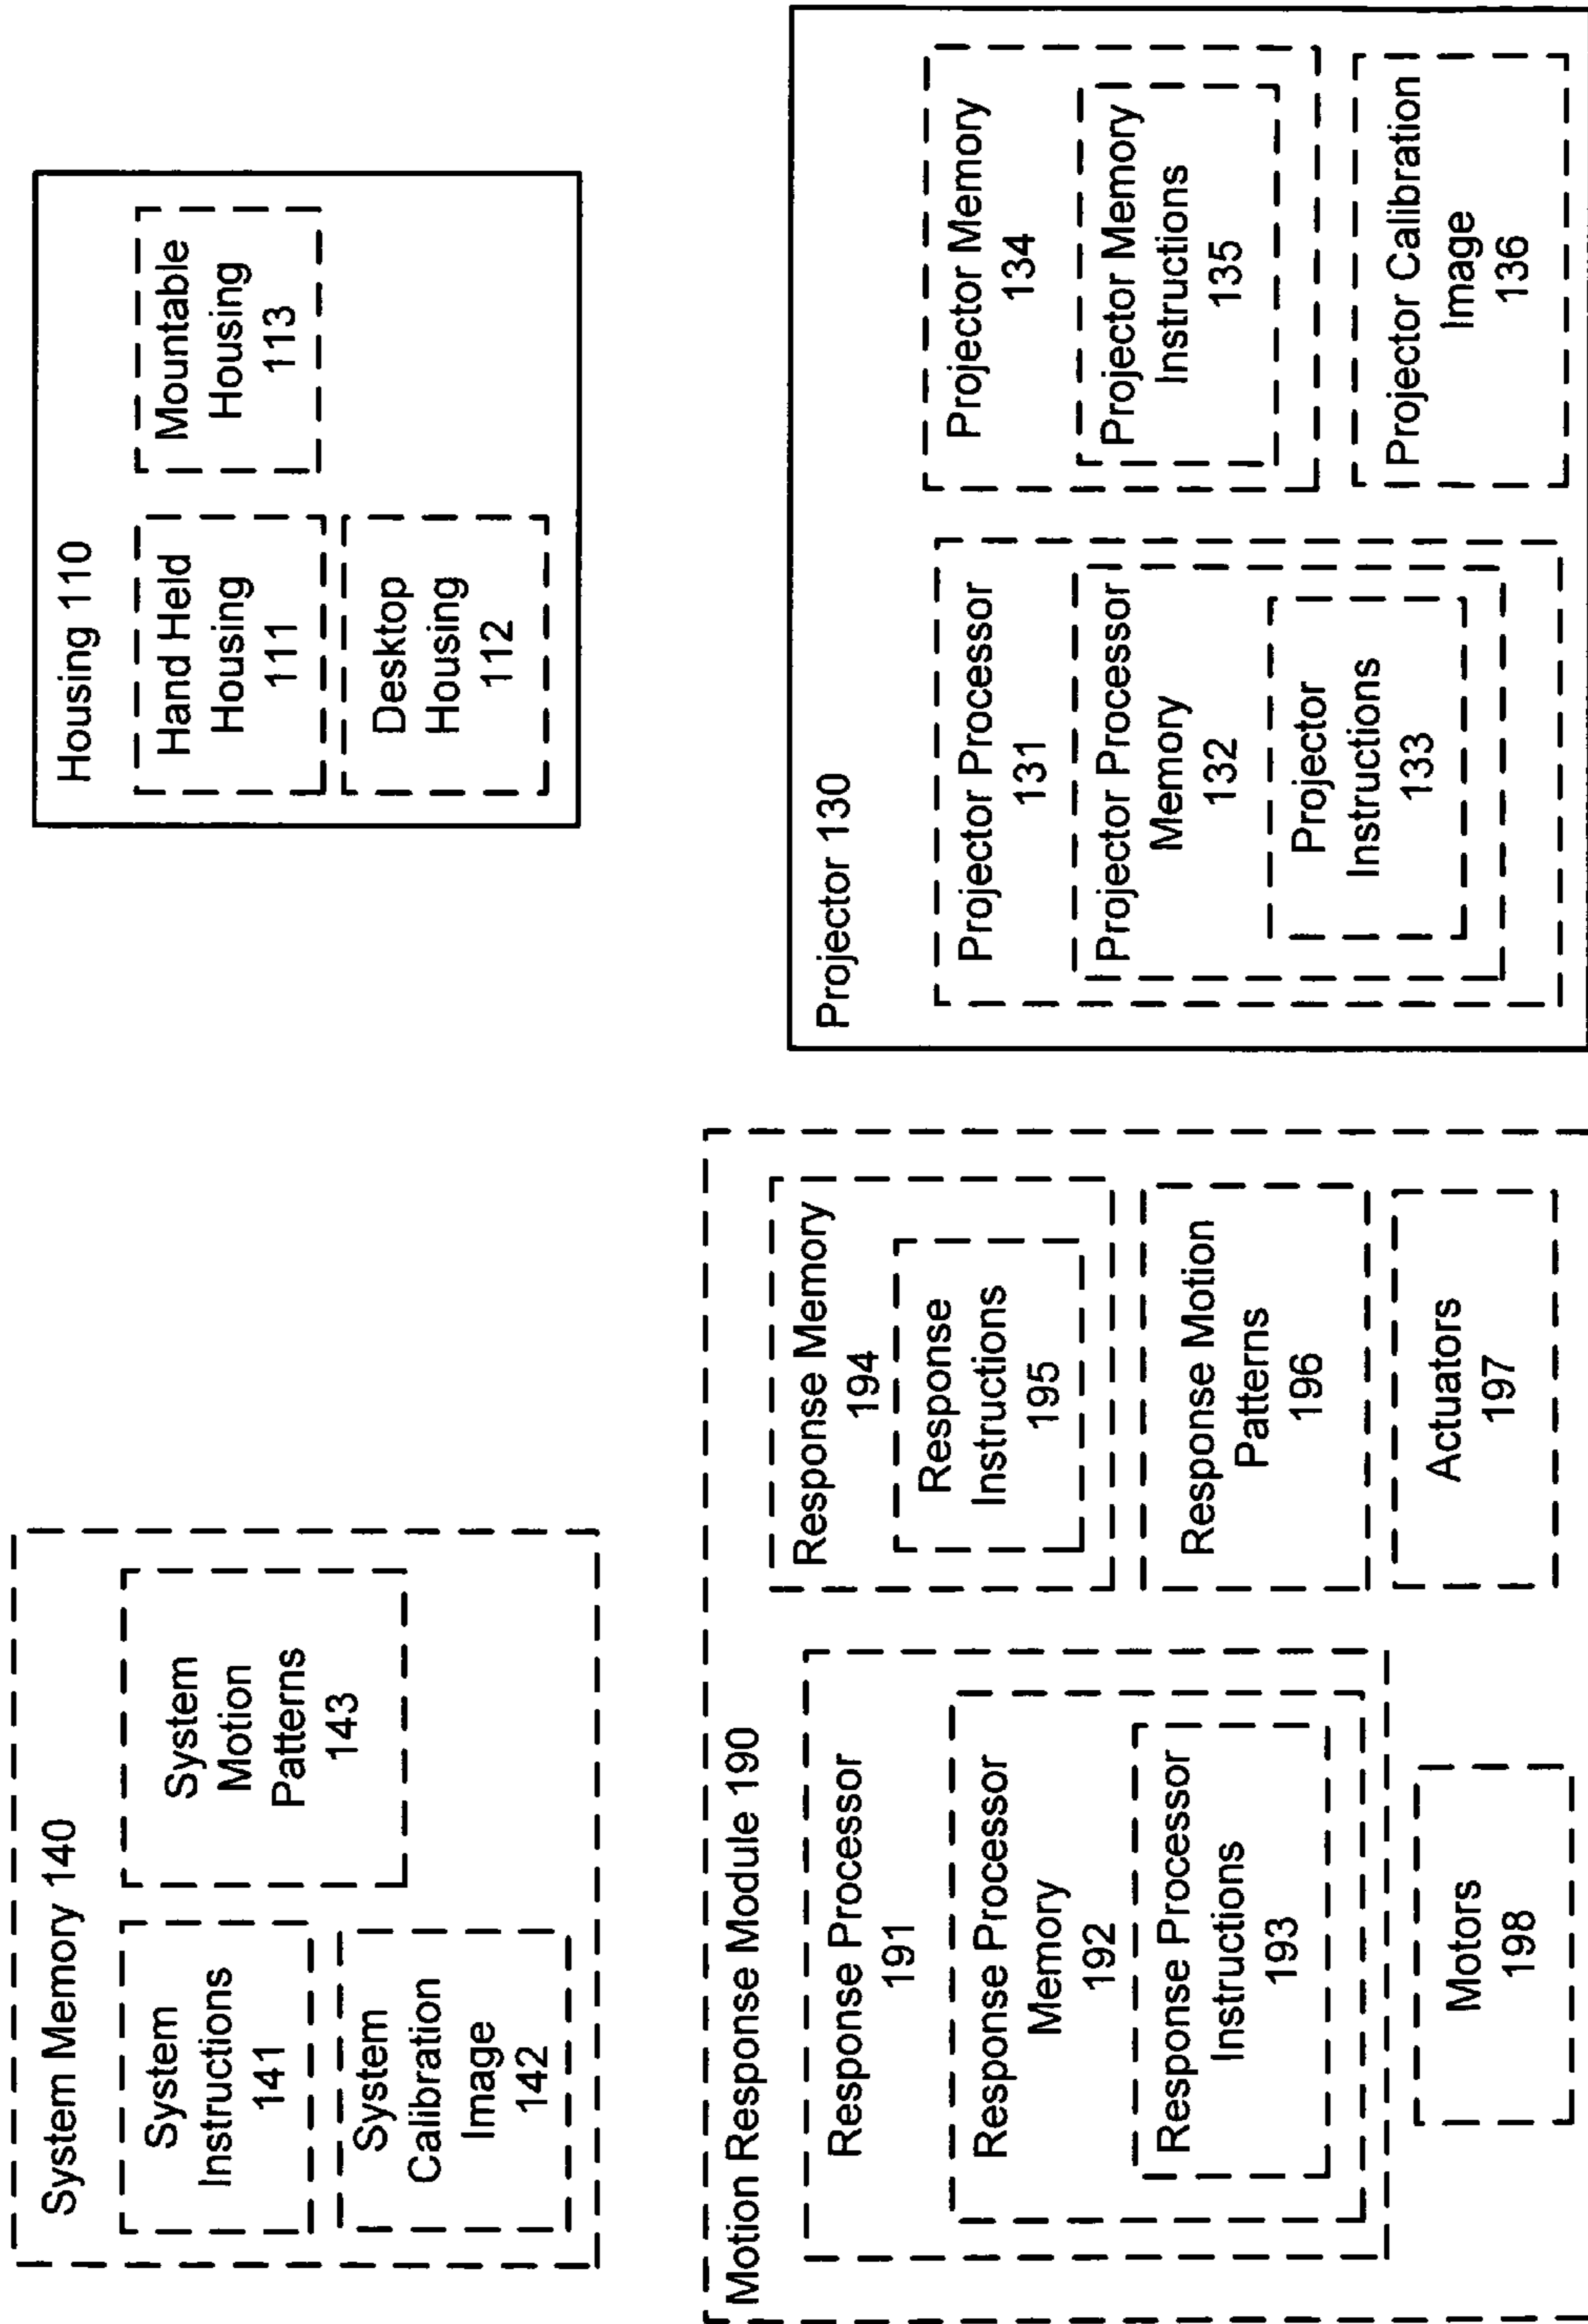 System Memory 140
System
Instructions
141
System
Calibration
Image
142
System
Motion
Patterns
143
Housing 110
Hand Held
Housing
111
Desktop
Housing
112
Mountable
Housing
113
Motion Response Module 190
Response Processor
191
Response Processor
Memory
192
Response Processor
Instructions
193
Motors
198
Response Memory
194
Response
Instructions
195
Response Motion
Patterns
196
Actuators
197
Projector 130
Projector Processor
131
Projector Processor
Memory
132
Projector
Instructions
133
Projector Memory
134
Projector Memory
Instructions
135
Projector Calibration
Image
136